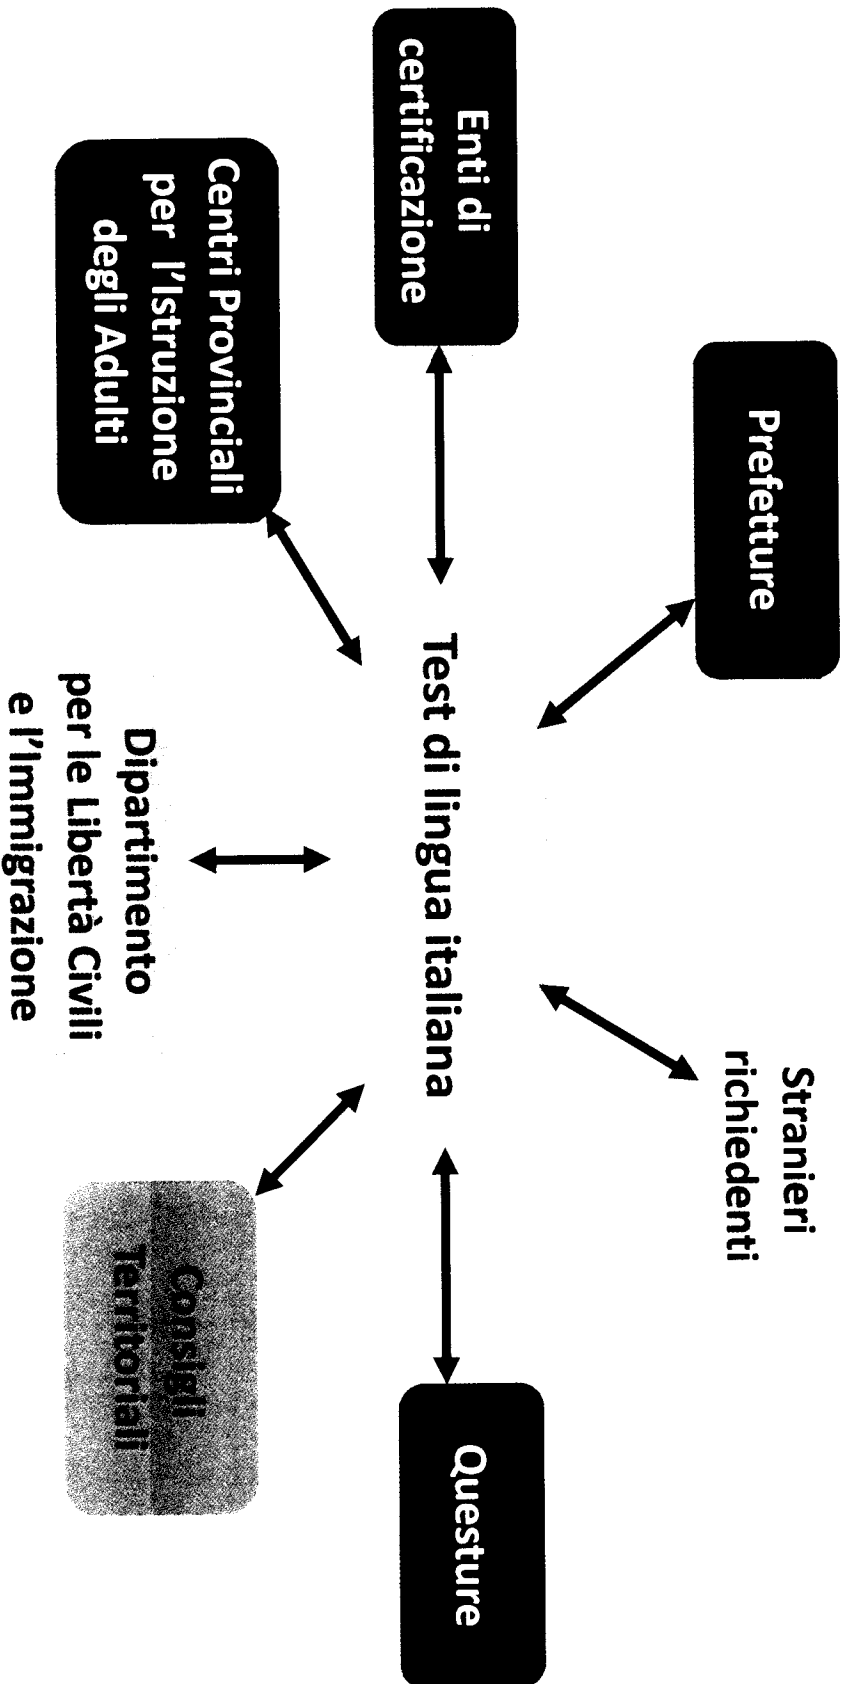 Prefetture
Stranieri
richiedenti
Enti di
certificazione
Test di lingua italiana
Questure
Centri Provinciali
per l'Istruzione
degli Adulti
Dipartimento
per le Libertà Civili
e l'Immigrazione
Consigli
Territoriali